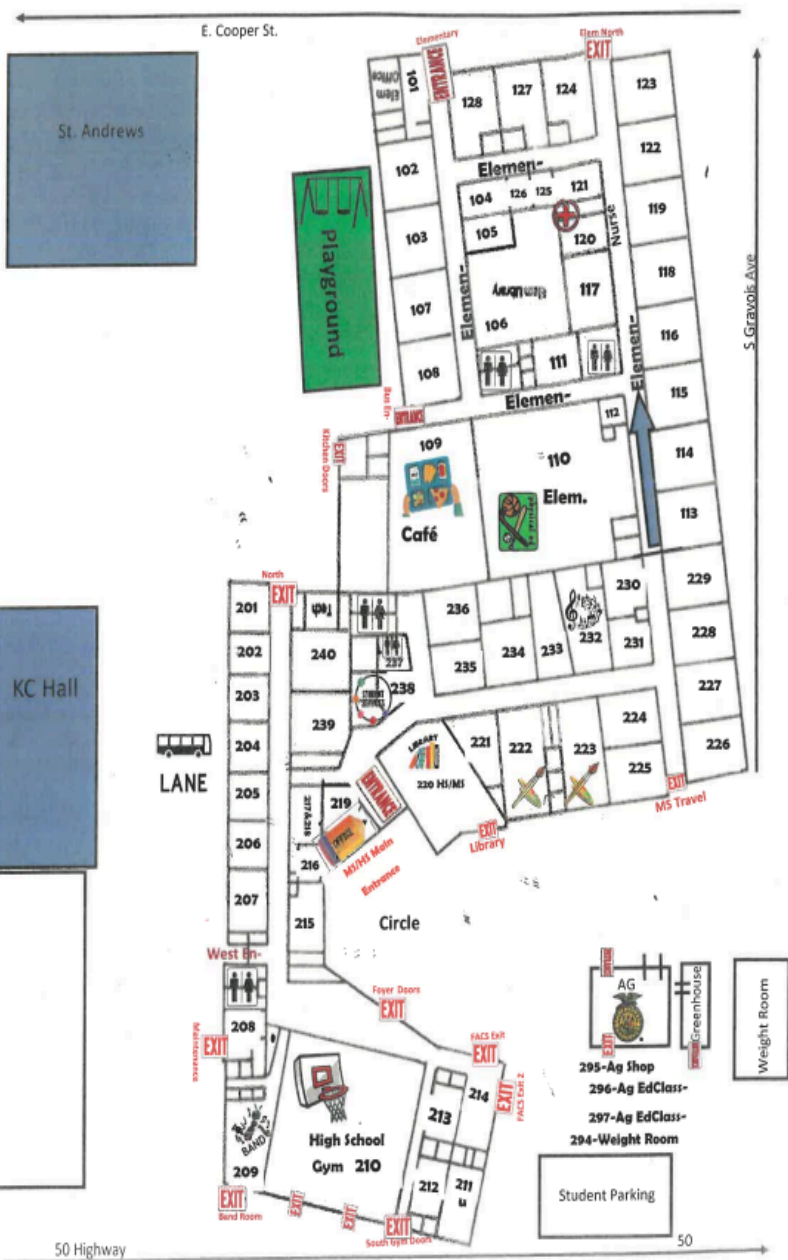 E. Cooper St.
Elementary
ENTRANCE
Elem North
EXIT
St. Andrews
Elem Office
101
128
127
124
123
102
Elemen-
122
104
126
125
121
119
103
105
Nurse
120
Playground
Elemen-
Elem Library
117
118
S Gravois Ave
107
106
116
108
111
Elemen-
Bus En-
ENTRANCE
Elemen-
115
112
Kitchen Doors
EXIT
109
110
114
Elem.
physical ed
Café
113
North
EXIT
201
Tech
236
230
229
202
240
237
235
234
233
232
231
228
KC Hall
203
238
STUDENT SERVICES
227
204
239
LIBRARY
221
222
223
224
LANE
220 HS/MS
225
226
205
217 & 218
219
ENTRANCE
EXIT
MS Travel
OFFICE
EXIT
Library
206
216
MS/HS Main
Entrance
207
215
Circle
West En-
Foyer Doors
EXIT
AG
Greenhouse
Weight Room
208
EXIT
Maintenance
FACS Exit
EXIT
EXIT
295-Ag Shop
EXIT
FACS Exit 2
296-Ag EdClass-
214
213
297-Ag EdClass-
BAND
High School
294-Weight Room
Gym 210
209
212
211
u
Student Parking
EXIT
Band Room
EXIT
EXIT
EXIT
South Gym Doors
50 Highway
50